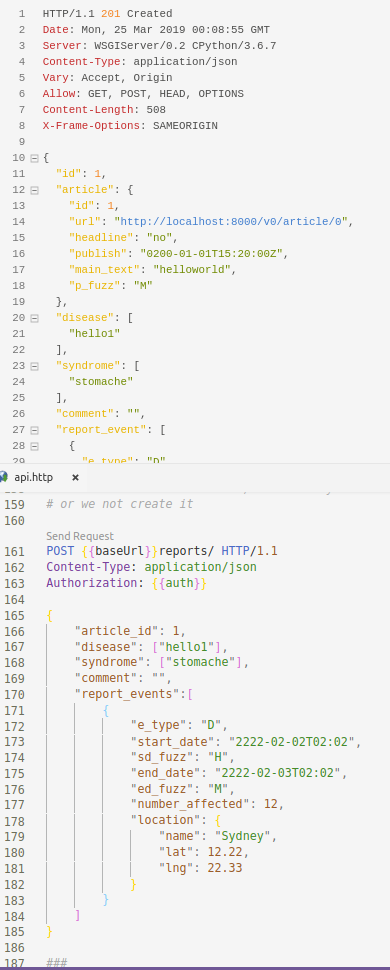 1 HTTP/1.1 201 Created
2 Date: Mon, 25 Mar 2019 00:08:55 GMT
3 Server: WSGIServer/0.2 CPython/3.6.7
4 Content-Type: application/json
5 Vary: Accept, Origin
6 Allow: GET, POST, HEAD, OPTIONS
7 Content-Length: 508
8 X-Frame-Options: SAMEORIGIN
9
10 {
11 "id": 1,
12 "article": {
13 "id": 1,
14 "url": "http://localhost:8000/v0/article/0",
15 "headline": "no",
16 "publish": "0200-01-01T15:20:00Z",
17 "main_text": "helloworld",
18 "p_fuzz": "M"
19 },
20 "disease": [
21 "hello1"
22 ],
23 "syndrome": [
24 "stomache"
25 ],
26 "comment": "",
27 "report_event": [
28 {
29 "e_type": "D"
api.http ×
159 # or we not create it
160
Send Request
161 POST {{baseUrl}}reports/ HTTP/1.1
162 Content-Type: application/json
163 Authorization: {{auth}}
164
165 {
166 "article_id": 1,
167 "disease": ["hello1"],
168 "syndrome": ["stomache"],
169 "comment": "",
170 "report_events":[
171 {
172 "e_type": "D",
173 "start_date": "2222-02-02T02:02",
174 "sd_fuzz": "H",
175 "end_date": "2222-02-03T02:02",
176 "ed_fuzz": "M",
177 "number_affected": 12,
178 "location": {
179 "name": "Sydney",
180 "lat": 12.22,
181 "lng": 22.33
182 }
183 }
184 ]
185 }
186
187 ###